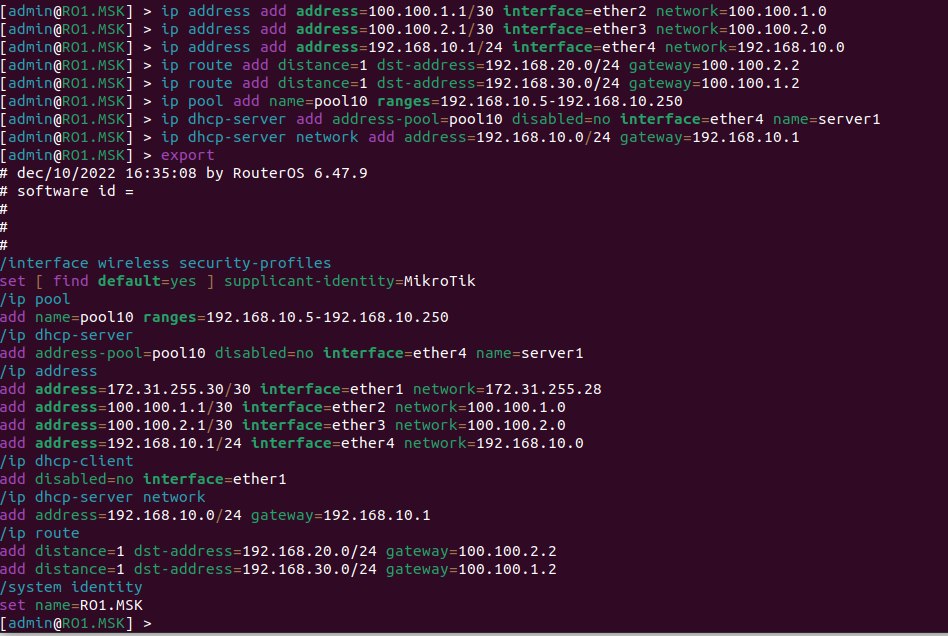 [admin@RO1.MSK] > ip address add address=100.100.1.1/30 interface=ether2 network=100.100.1.0
[admin@RO1.MSK] > ip address add address=100.100.2.1/30 interface=ether3 network=100.100.2.0
[admin@RO1.MSK] > ip address add address=192.168.10.1/24 interface=ether4 network=192.168.10.0
[admin@RO1.MSK] > ip route add distance=1 dst-address=192.168.20.0/24 gateway=100.100.2.2
[admin@RO1.MSK] > ip route add distance=1 dst-address=192.168.30.0/24 gateway=100.100.1.2
[admin@RO1.MSK] > ip pool add name=pool10 ranges=192.168.10.5-192.168.10.250
[admin@RO1.MSK] > ip dhcp-server add address-pool=pool10 disabled=no interface=ether4 name=server1
[admin@RO1.MSK] > ip dhcp-server network add address=192.168.10.0/24 gateway=192.168.10.1
[admin@RO1.MSK] > export
# dec/10/2022 16:35:08 by RouterOS 6.47.9
# software id =
#
#
#
/interface wireless security-profiles
set [ find default=yes ] supplicant-identity=MikroTik
/ip pool
add name=pool10 ranges=192.168.10.5-192.168.10.250
/ip dhcp-server
add address-pool=pool10 disabled=no interface=ether4 name=server1
/ip address
add address=172.31.255.30/30 interface=ether1 network=172.31.255.28
add address=100.100.1.1/30 interface=ether2 network=100.100.1.0
add address=100.100.2.1/30 interface=ether3 network=100.100.2.0
add address=192.168.10.1/24 interface=ether4 network=192.168.10.0
/ip dhcp-client
add disabled=no interface=ether1
/ip dhcp-server network
add address=192.168.10.0/24 gateway=192.168.10.1
/ip route
add distance=1 dst-address=192.168.20.0/24 gateway=100.100.2.2
add distance=1 dst-address=192.168.30.0/24 gateway=100.100.1.2
/system identity
set name=RO1.MSK
[admin@RO1.MSK] >